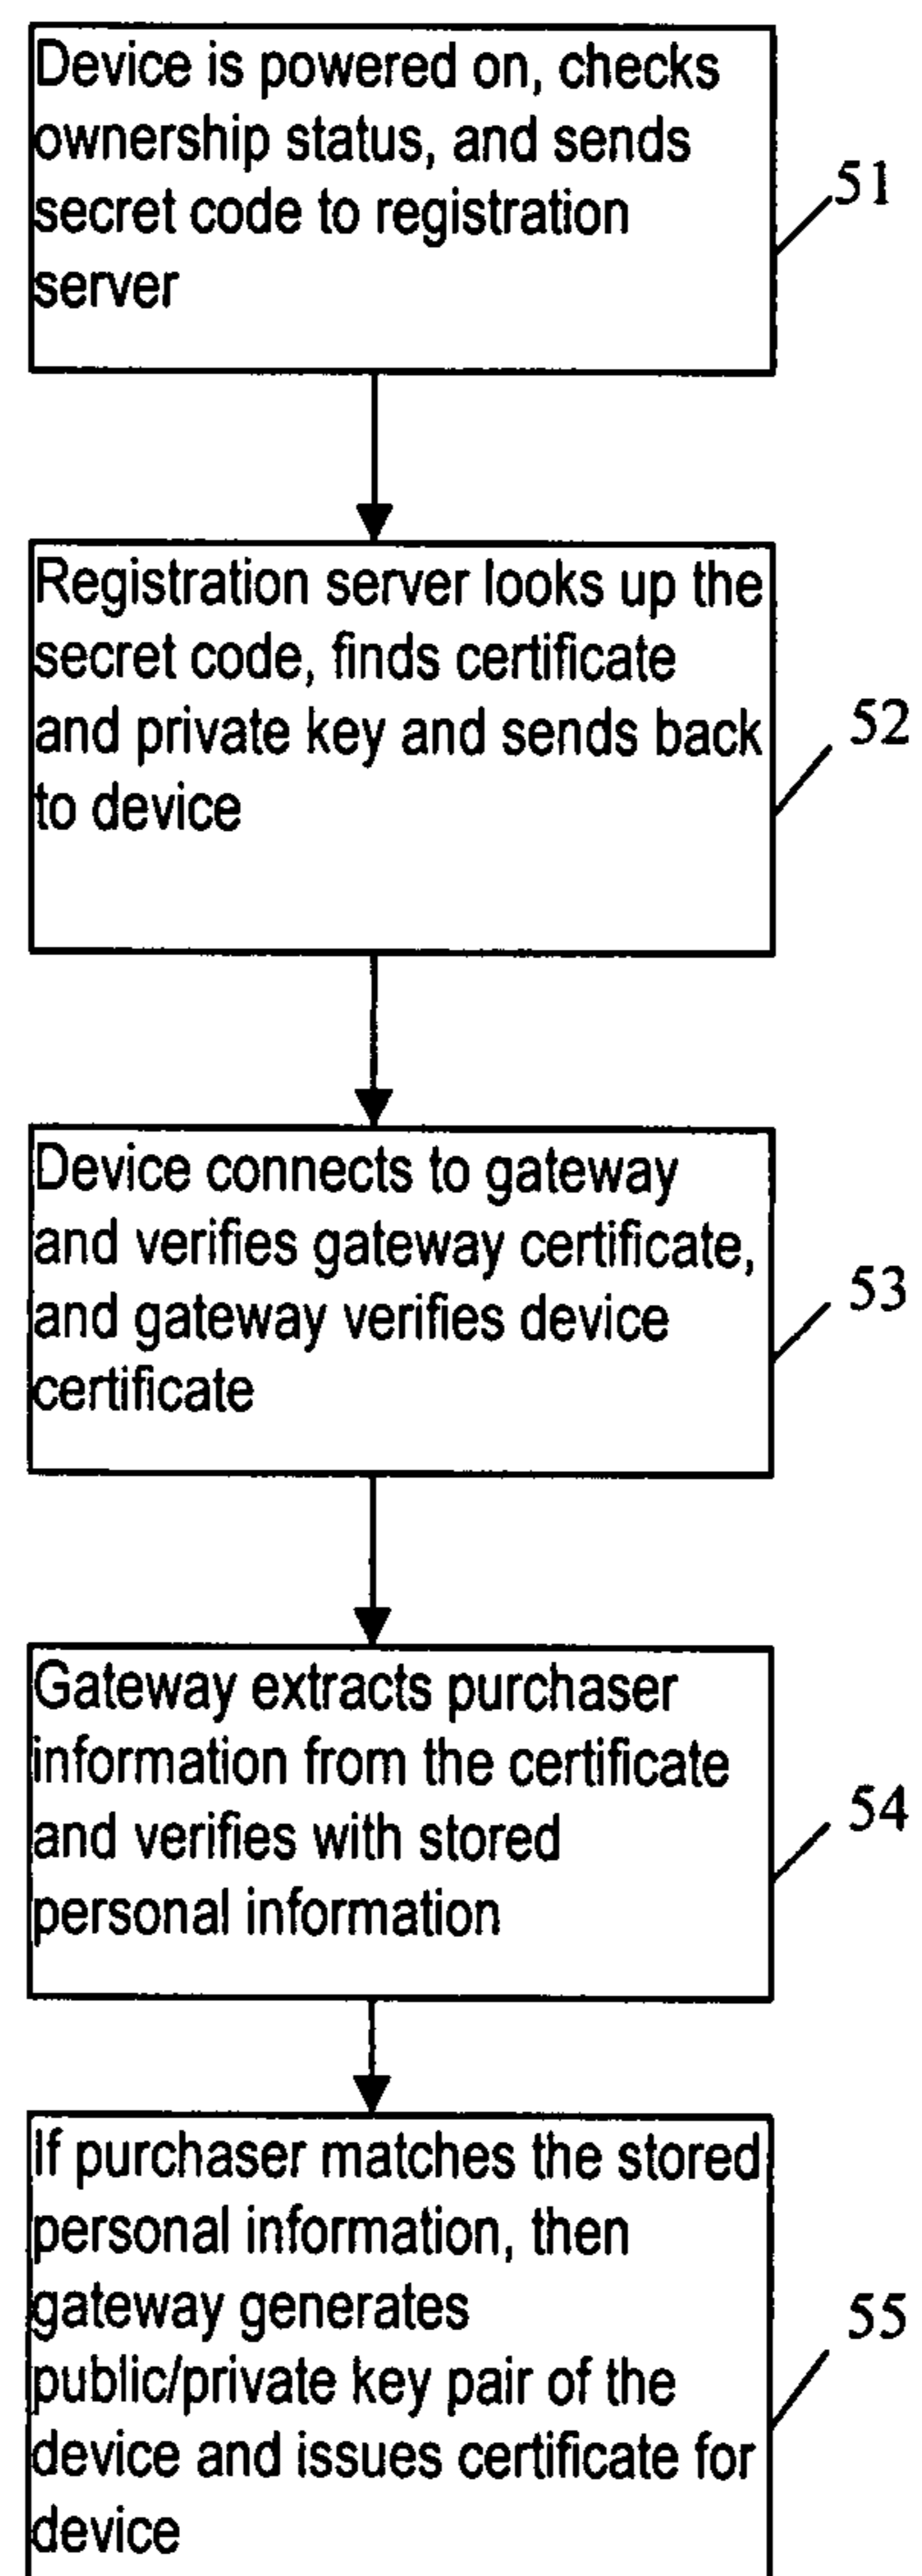 Device is powered on, checks
ownership status, and sends
secret code to registration
server
51
Registration server looks up the
secret code, finds certificate
and private key and sends back
to device
52
Device connects to gateway
and verifies gateway certificate,
and gateway verifies device
certificate
53
Gateway extracts purchaser
information from the certificate
and verifies with stored
personal information
54
If purchaser matches the stored
personal information, then
gateway generates
public/private key pair of the
device and issues certificate for
device
55